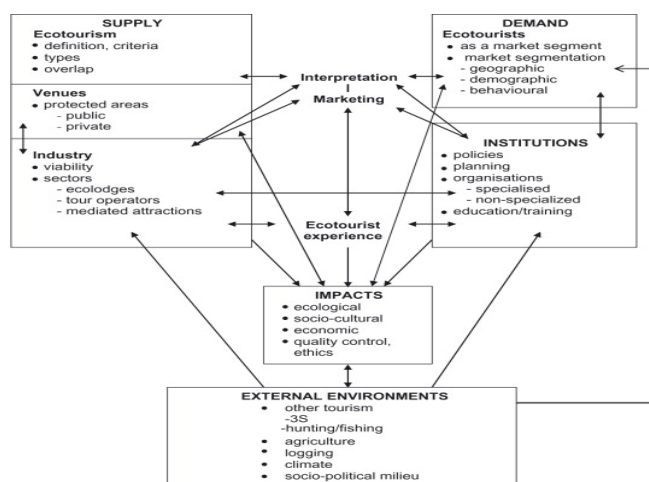 SUPPLY
Ecotourism
• definition, criteria
• types
• overlap
Venues
• protected areas
- public
- private
Industry
• viability
• sectors
- ecolodges
- tour operators
- mediated attractions
Interpretation
Marketing
Ecotourist
experience
DEMAND
Ecotourists
• as a market segment
• market segmentation
- geographic
- demographic
- behavioural
INSTITUTIONS
• policies
• planning
• organisations
- specialised
- non-specialized
• education/training
IMPACTS
• ecological
• socio-cultural
• economic
• quality control,
ethics
EXTERNAL ENVIRONMENTS
• other tourism
-3S
-hunting/fishing
• agriculture
• logging
• climate
• socio-political milieu